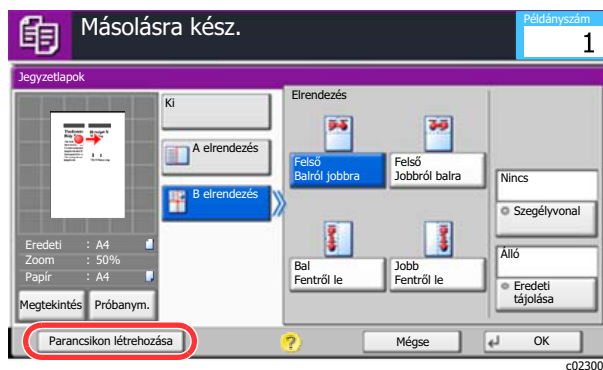 Másolásra kész.
Példányszám
1
Jegyzetlapok
Ki
A elrendezés
B elrendezés
Elrendezés
Felső
Balról jobbra
Felső
Jobbról balra
Bal
Fentről le
Jobb
Fentről le
Nincs
Szegélyvonal
Álló
Eredeti
tájolása
Eredeti : A4
Zoom : 50%
Papír : A4
Megtekintés
Próbanym.
Parancsikon létrehozása
?
Mégse
OK
c02300